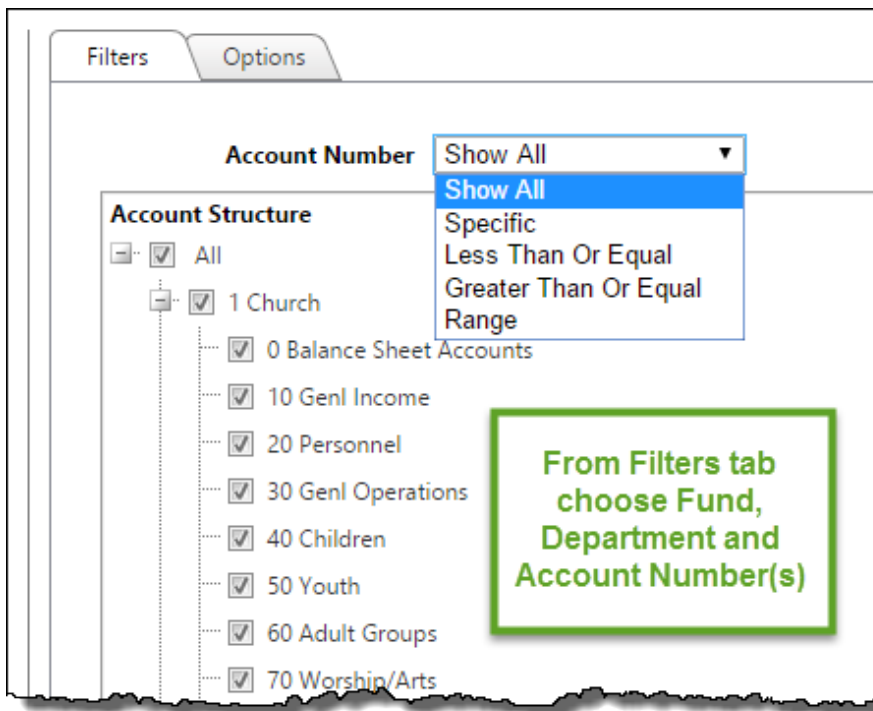 Filters Options
Account Number Show All
Show All
Specific
Less Than Or Equal
Greater Than Or Equal
Range
Account Structure
All
1 Church
0 Balance Sheet Accounts
10 Genl Income
20 Personnel
30 Genl Operations
40 Children
50 Youth
60 Adult Groups
70 Worship/Arts
From Filters tab
choose Fund,
Department and
Account Number(s)